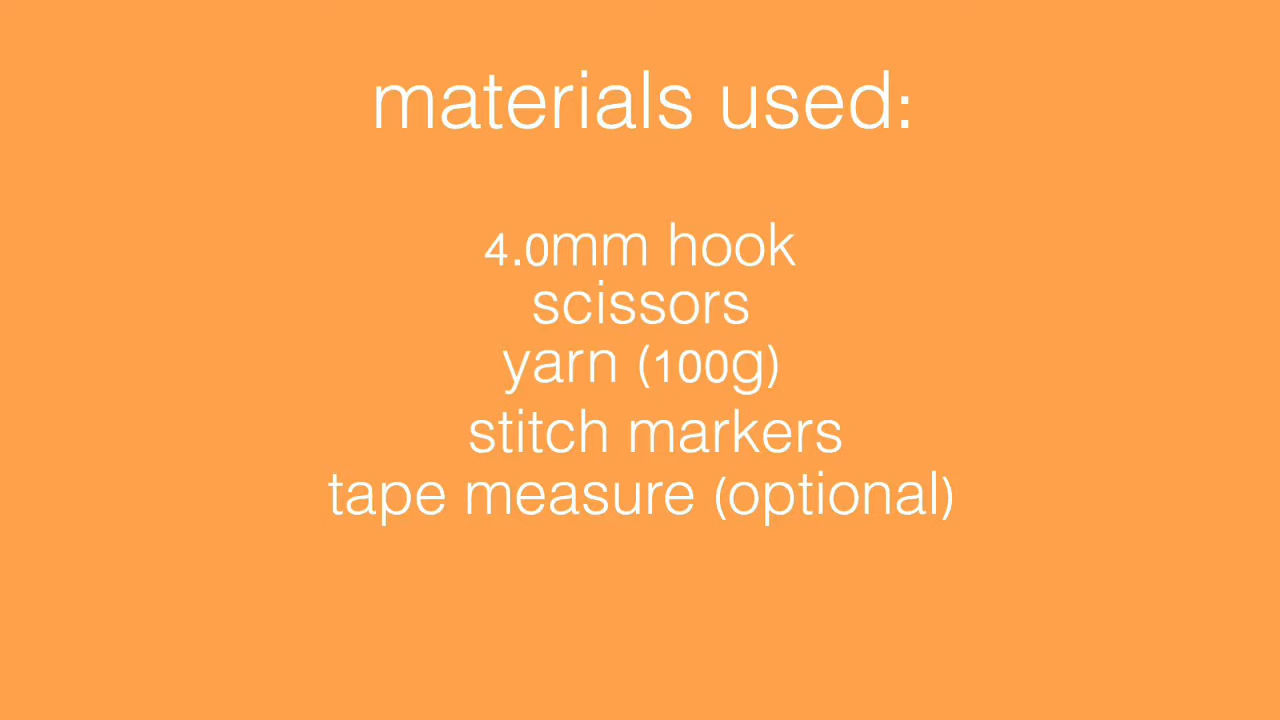 materials used:
4.0mm hook
scissors
yarn (100g)
stitch markers
tape measure (optional)